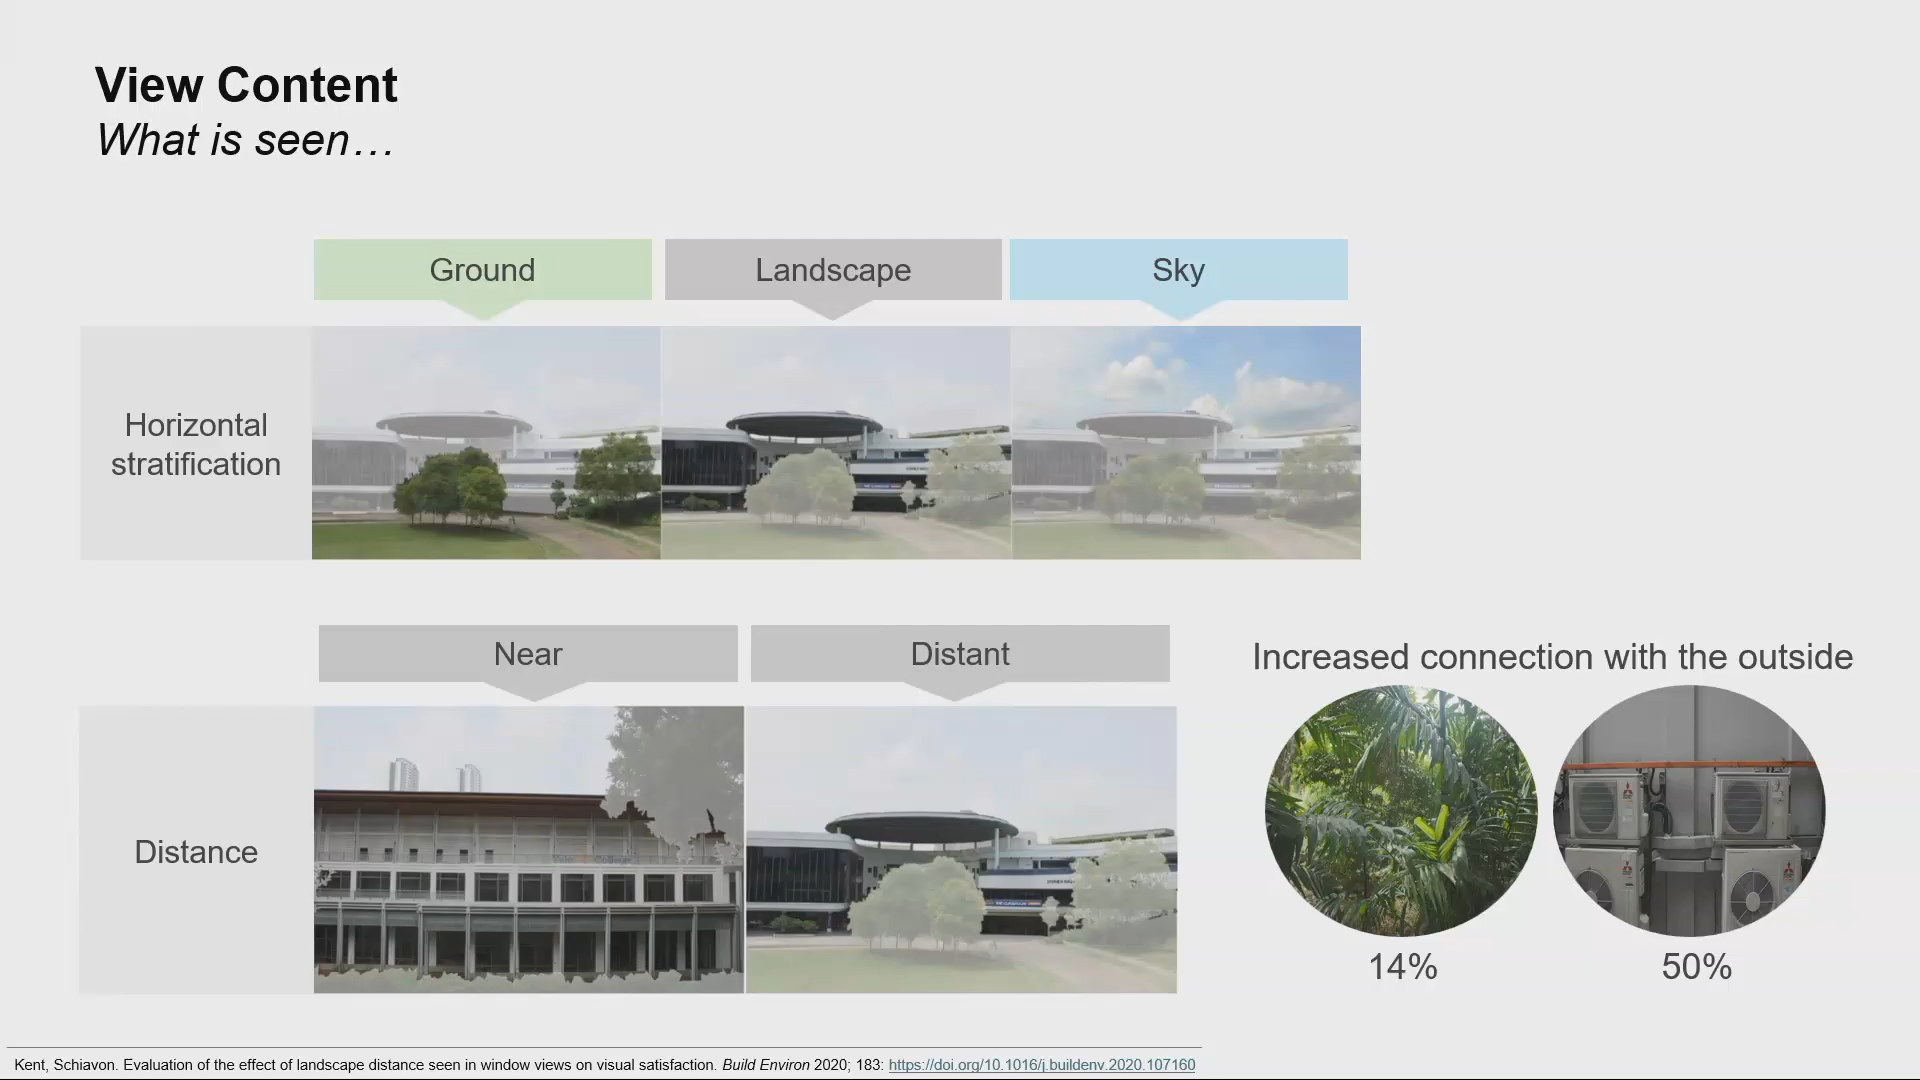 View Content
What is seen…
Ground
Landscape
Sky
Horizontal
stratification
Near
Distant
Increased connection with the outside
Distance
14%
50%
Kent, Schiavon. Evaluation of the effect of landscape distance seen in window views on visual satisfaction. Build Environ 2020; 183: https://doi.org/10.1016/j.buildenv.2020.107160